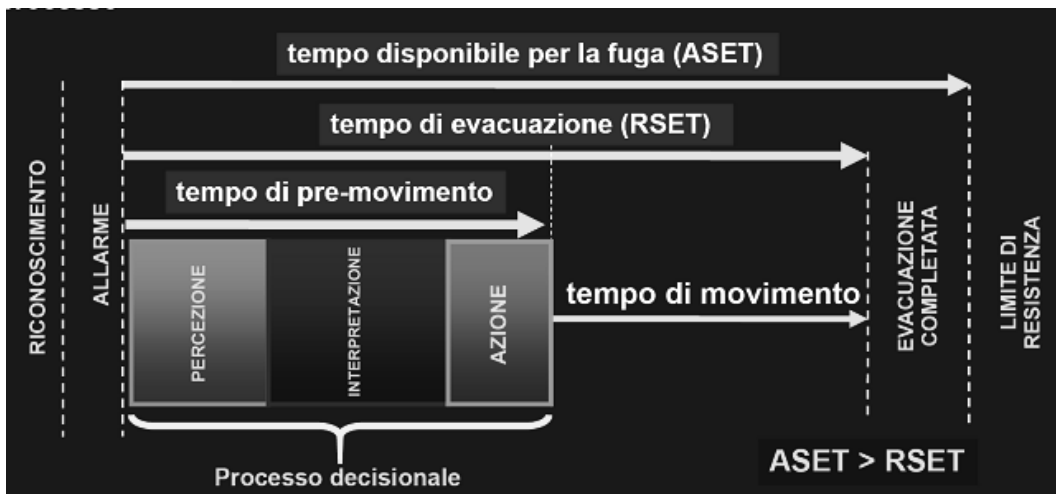 tempo disponibile per la fuga (ASET)
tempo di evacuazione (RSET)
tempo di pre-movimento
RICONOSCIMENTO
ALLARME
PERCEZIONE
INTERPRETAZIONE
AZIONE
tempo di movimento
EVACUAZIONE
COMPLETATA
LIMITE DI
RESISTENZA
Processo decisionale
ASET > RSET